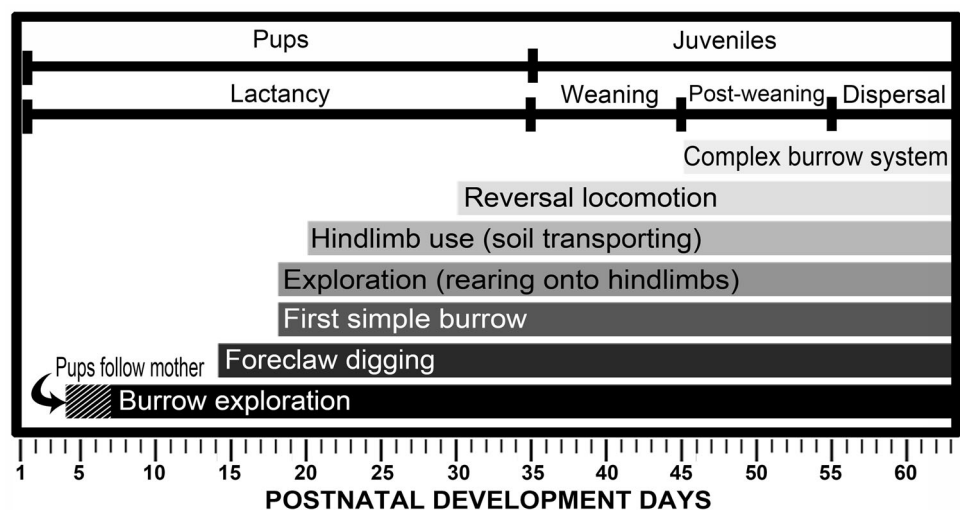 Pups Juveniles
Lactancy Weaning Post-weaning Dispersal
Complex burrow system
Reversal locomotion
Hindlimb use (soil transporting)
Exploration (rearing onto hindlimbs)
First simple burrow
Pups follow mother Foreclaw digging
Burrow exploration
1 5 10 15 20 25 30 35 40 45 50 55 60
POSTNATAL DEVELOPMENT DAYS